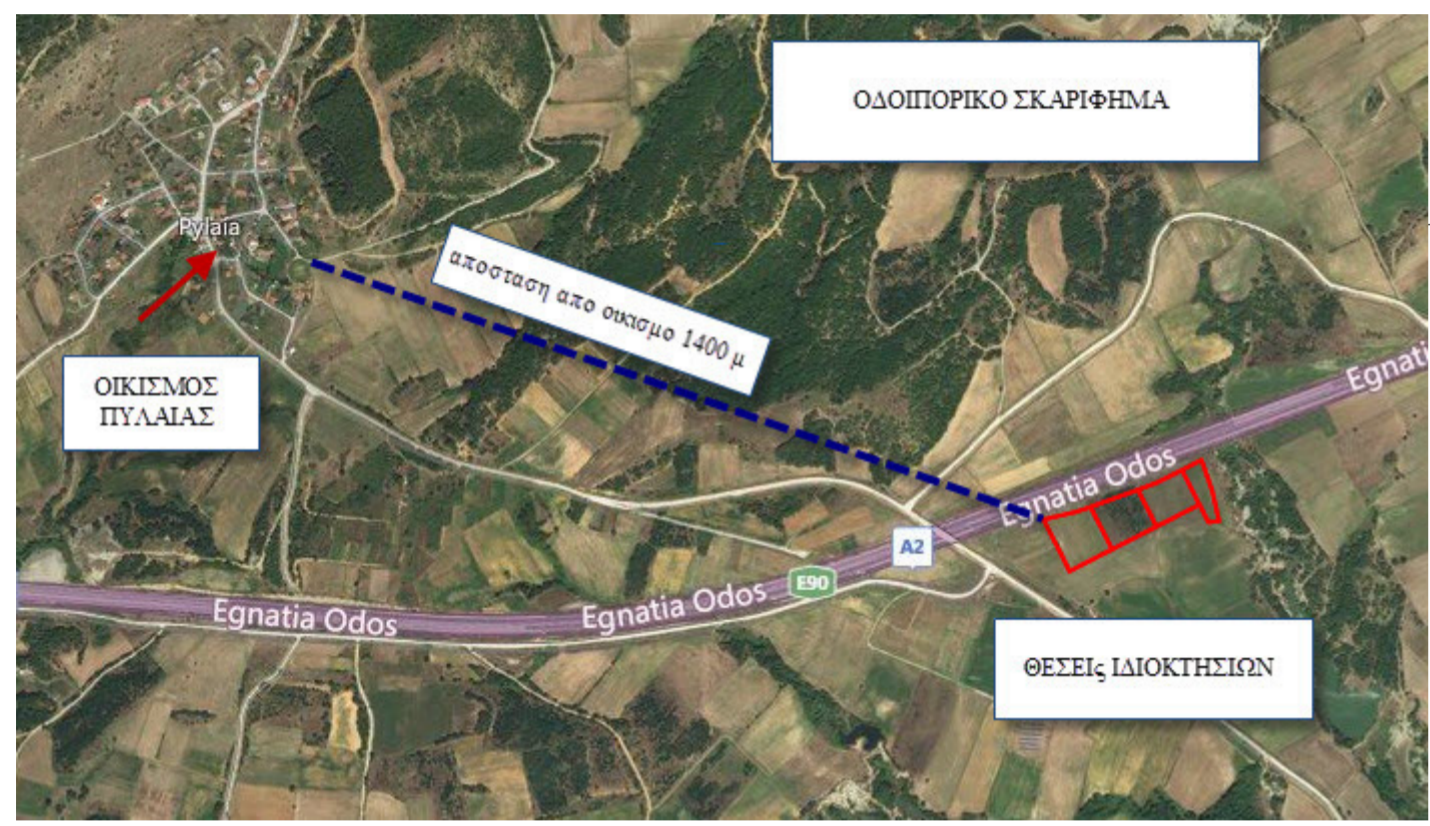 ΟΔΟΙΠΟΡΙΚΟ ΣΚΑΡΙΦΗΜΑ
Pylaia
αποσταση απο οικισμο 1400 μ
ΟΙΚΙΣΜΟΣ
ΠΥΛΑΙΑΣ
Egnati
Egnatia Odos
A2
E90
Egnatia Odos
Egnatia Odos
ΘΕΣΕΙς ΙΔΙΟΚΤΗΣΙΩΝ